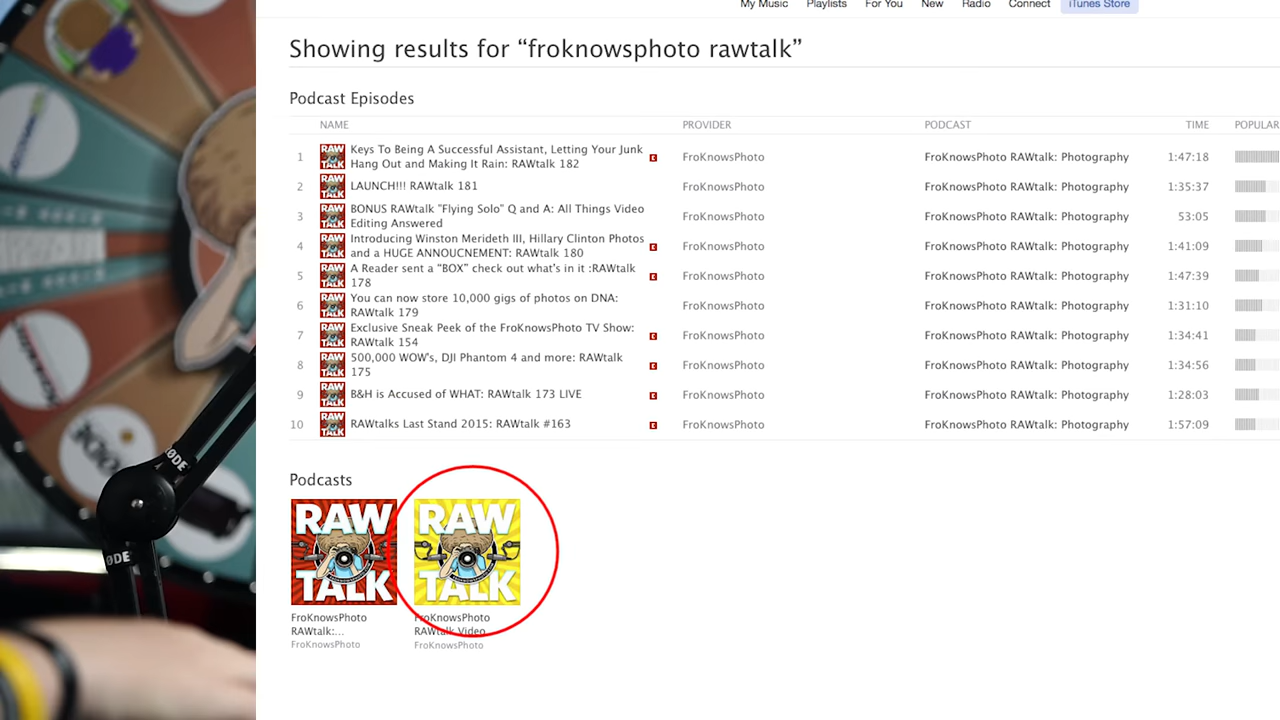 My Music Playlists For You New Radio Connect iTunes Store
Showing results for “froknowsphoto rawtalk”
Podcast Episodes
NAME PROVIDER PODCAST TIME POPULAR
1 Keys To Being A Successful Assistant, Letting Your Junk
Hang Out and Making It Rain: RAWtalk 182 FroKnowsPhoto FroKnowsPhoto RAWtalk: Photography 1:47:18
2 LAUNCH!!! RAWtalk 181 FroKnowsPhoto FroKnowsPhoto RAWtalk: Photography 1:35:37
3 BONUS RAWtalk "Flying Solo" Q and A: All Things Video
Editing Answered FroKnowsPhoto FroKnowsPhoto RAWtalk: Photography 53:05
4 Introducing Winston Merideth III, Hillary Clinton Photos
and a HUGE ANNOUCNEMENT: RAWtalk 180 FroKnowsPhoto FroKnowsPhoto RAWtalk: Photography 1:41:09
5 A Reader sent a “BOX” check out what's in it :RAWtalk
178 FroKnowsPhoto FroKnowsPhoto RAWtalk: Photography 1:47:39
6 You can now store 10,000 gigs of photos on DNA:
RAWtalk 179 FroKnowsPhoto FroKnowsPhoto RAWtalk: Photography 1:31:10
7 Exclusive Sneak Peek of the FroKnowsPhoto TV Show:
RAWtalk 154 FroKnowsPhoto FroKnowsPhoto RAWtalk: Photography 1:34:41
8 500,000 WOW's, DJI Phantom 4 and more: RAWtalk
175 FroKnowsPhoto FroKnowsPhoto RAWtalk: Photography 1:34:56
9 B&H is Accused of WHAT: RAWtalk 173 LIVE FroKnowsPhoto FroKnowsPhoto RAWtalk: Photography 1:28:03
10 RAWtalks Last Stand 2015: RAWtalk #163 FroKnowsPhoto FroKnowsPhoto RAWtalk: Photography 1:57:09
Podcasts
RAW RAW
TALK TALK
FroKnowsPhoto FroKnowsPhoto
RAWtalk:... RAWtalk Video
FroKnowsPhoto FroKnowsPhoto
RØDE
ØDE